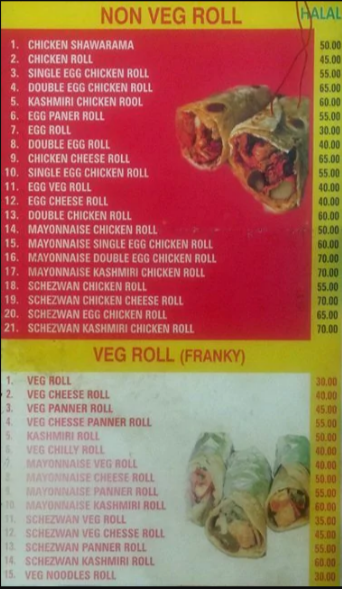 NON VEG ROLL
HALAL
1. CHICKEN SHAWARAMA 50.00
2. CHICKEN ROLL 45.00
3. SINGLE EGG CHICKEN ROLL 55.00
4. DOUBLE EGG CHICKEN ROLL 65.00
5. KASHMIRI CHICKEN ROOL 60.00
6. EGG PANER ROLL 50.00
7. EGG ROLL 30.00
8. DOUBLE EGG ROLL 40.00
9. CHICKEN CHEESE ROLL 65.00
10. SINGLE EGG CHICKEN ROLL 55.00
11. EGG VEG ROLL 40.00
12. EGG CHEESE ROLL 40.00
13. DOUBLE CHICKEN ROLL 60.00
14. MAYONNAISE CHICKEN ROLL 50.00
15. MAYONNAISE SINGLE EGG CHICKEN ROLL 60.00
16. MAYONNAISE DOUBLE EGG CHICKEN ROLL 70.00
17. MAYONNAISE KASHMIRI CHICKEN ROLL 70.00
18. SCHEZWAN CHICKEN ROLL 55.00
19. SCHEZWAN CHICKEN CHEESE ROLL 70.00
20. SCHEZWAN EGG CHICKEN ROLL 65.00
21. SCHEZWAN KASHMIRI CHICKEN ROLL 70.00
VEG ROLL (FRANKY)
1. VEG ROLL 30.00
2. VEG CHEESE ROLL 40.00
3. VEG PANNER ROLL 45.00
4. VEG CHESSE PANNER ROLL 55.00
5. KASHMIRI ROLL 50.00
6. VEG CHILLY ROLL 40.00
7. MAYONNAISE VEG ROLL 40.00
8. MAYONNAISE CHEESE ROLL 50.00
9. MAYONNAISE PANNER ROLL 55.00
10. MAYONNAISE KASHMIRI ROLL 60.00
11. SCHEZWAN VEG ROLL 35.00
12. SCHEZWAN VEG CHESSE ROLL 45.00
13. SCHEZWAN PANNER ROLL 55.00
14. SCHEZWAN KASHMIRI ROLL 60.00
15. VEG NOODLES ROLL 30.00